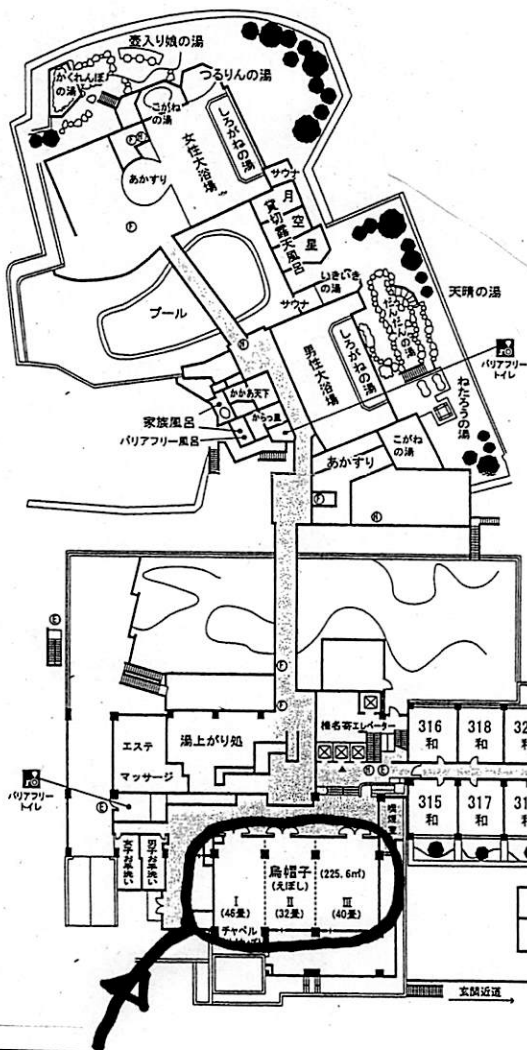 壺入り娘の湯
かくれんぼの湯
つるりんの湯
こがねの湯
しろがねの湯
女性大浴場
あかすり
サウナ
月
空
星
貸切露天風呂
プール
サウナ
いきいきの湯
天晴の湯
だんだんの湯
しろがねの湯
男性大浴場
バリアフリー
トイレ
ねたろうの湯
かかあ天下
からっ風
家族風呂
バリアフリー風呂
こがねの湯
あかすり
榛名寄エレベーター
316
和
318
和
湯上がり処
エステ
マッサージ
バリアフリー
トイレ
315
和
317
和
女子お手洗い
男子お手洗い
烏帽子
(えぼし)
(225.6㎡)
Ⅰ
(46畳)
Ⅱ
(32畳)
Ⅲ
(40畳)
チャペル
玄関近道